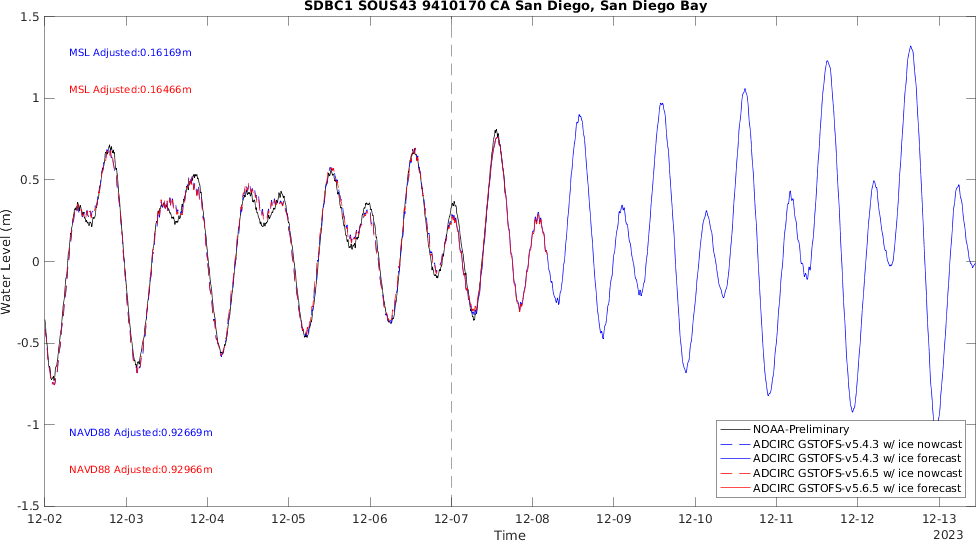 SDBC1 SOUS43 9410170 CA San Diego, San Diego Bay
1.5
1
0.5
0
-0.5
-1
-1.5
Water Level (m)
MSL Adjusted:0.16169m
MSL Adjusted:0.16466m
NAVD88 Adjusted:0.92669m
NAVD88 Adjusted:0.92966m
NOAA-Preliminary
ADCIRC GSTOFS-v5.4.3 w/ ice nowcast
ADCIRC GSTOFS-v5.4.3 w/ ice forecast
ADCIRC GSTOFS-v5.6.5 w/ ice nowcast
ADCIRC GSTOFS-v5.6.5 w/ ice forecast
12-02 12-03 12-04 12-05 12-06 12-07 12-08 12-09 12-10 12-11 12-12 12-13
Time
2023